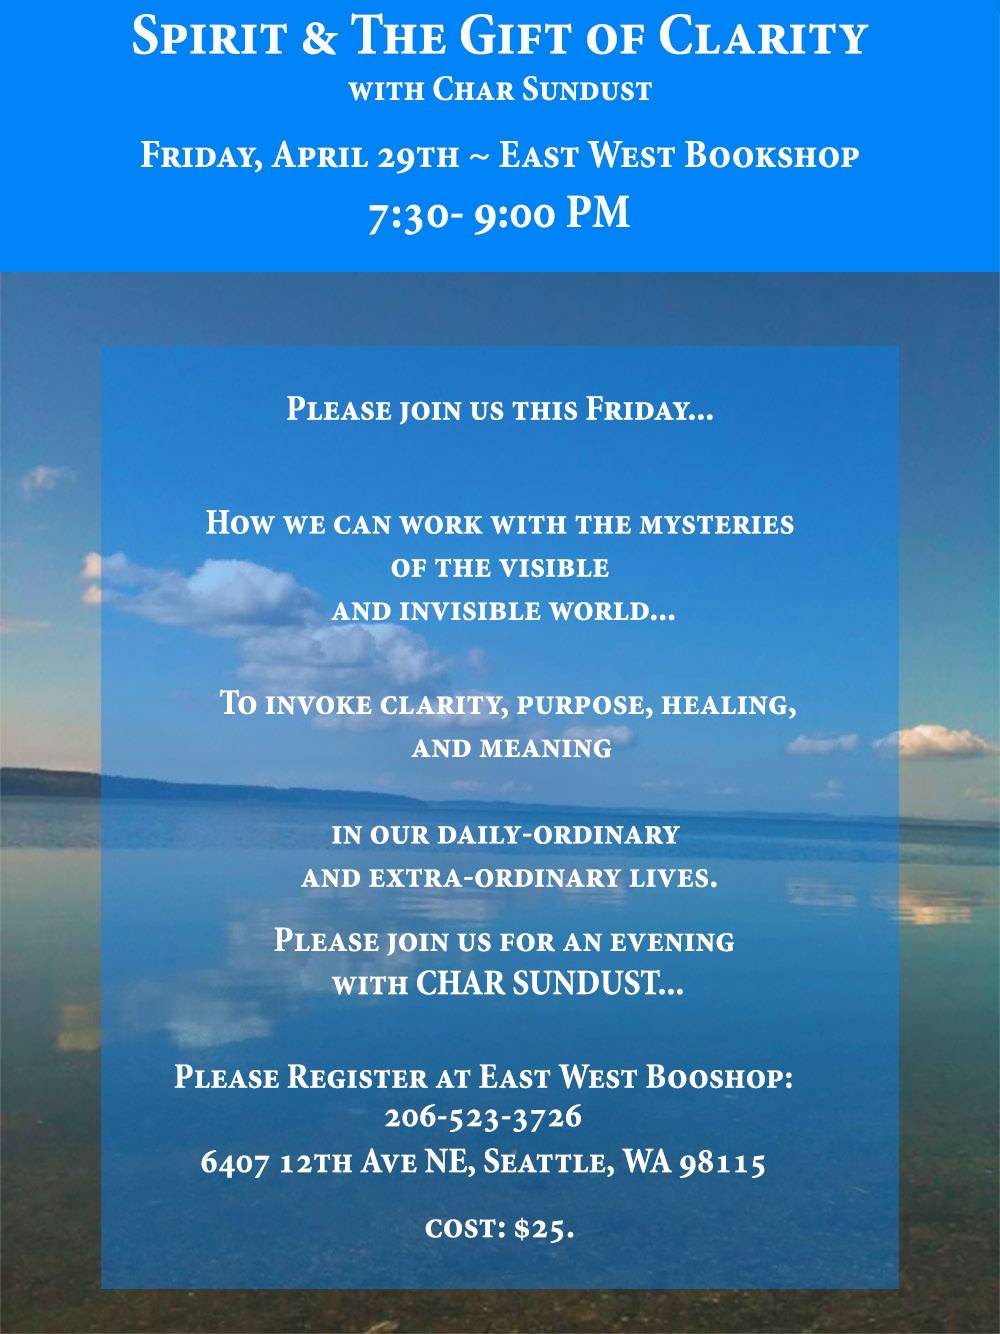 Spirit & The Gift of Clarity
with Char Sundust
Friday, April 29th ~ East West Bookshop
7:30- 9:00 PM
Please join us this Friday...
How we can work with the mysteries
of the visible
and invisible world...
To invoke clarity, purpose, healing,
and meaning
in our daily-ordinary
and extra-ordinary lives.
Please join us for an evening
with CHAR SUNDUST...
Please Register at East West Booshop:
206-523-3726
6407 12th Ave NE, Seattle, WA 98115
cost: $25.